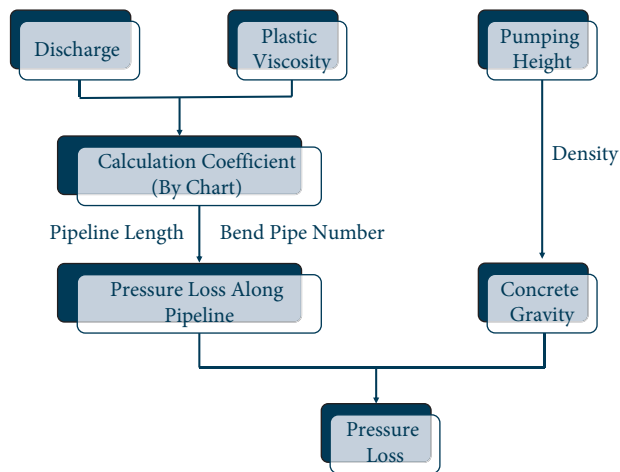 Discharge
Plastic
Viscosity
Pumping
Height
Calculation Coefficient
(By Chart)
Density
Pipeline Length
Bend Pipe Number
Pressure Loss Along
Pipeline
Concrete
Gravity
Pressure
Loss